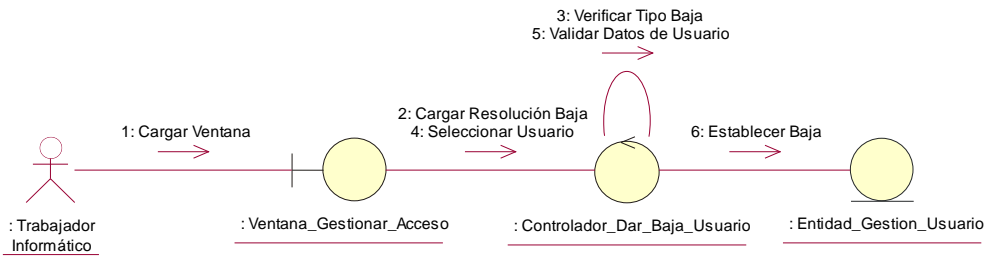 3: Verificar Tipo Baja
5: Validar Datos de Usuario
1: Cargar Ventana
2: Cargar Resolución Baja
4: Seleccionar Usuario
6: Establecer Baja
: Trabajador
Informático
: Ventana_Gestionar_Acceso
: Controlador_Dar_Baja_Usuario
: Entidad_Gestion_Usuario